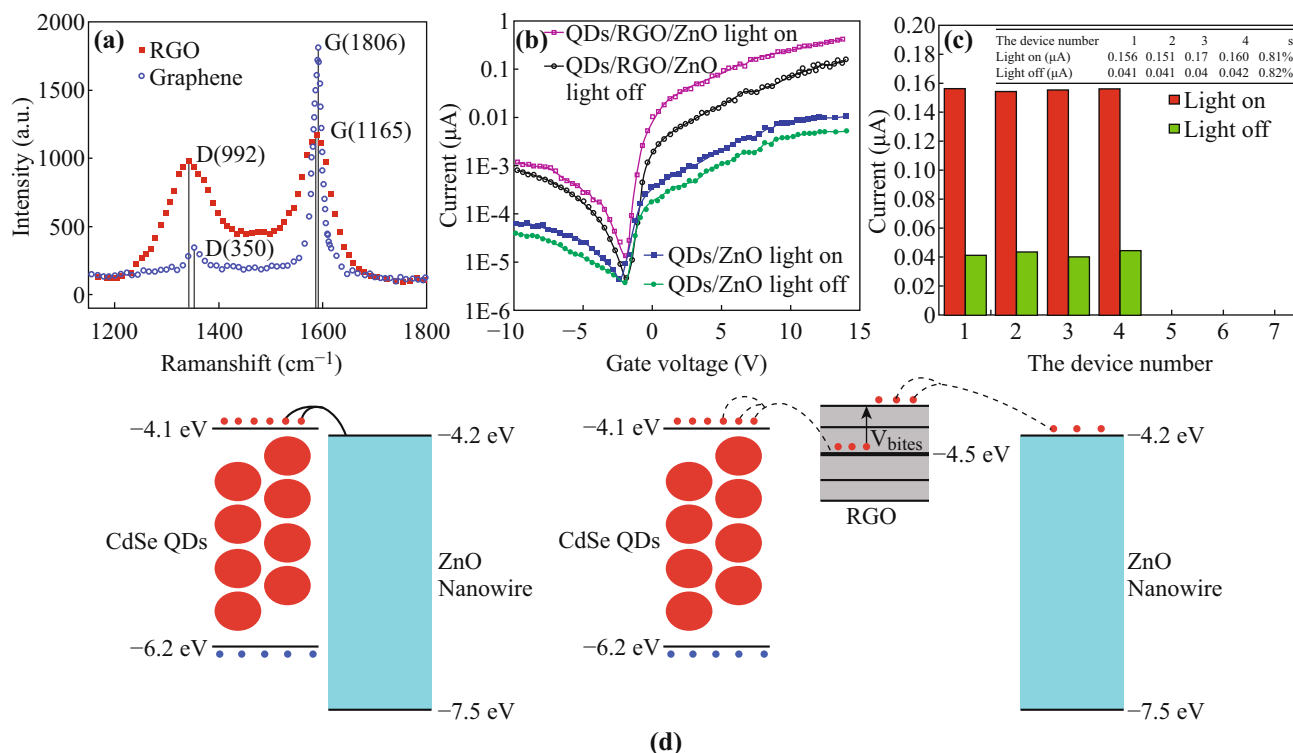 (a)
2000
1500
1000
500
0
Intensity (a.u.)
RGO
Graphene
G(1806)
G(1165)
D(992)
D(350)
1200 1400 1600 1800
Ramanshift (cm⁻¹)
(b)
1
0.1
0.01
1E-3
1E-4
1E-5
1E-6
Current (μA)
QDs/RGO/ZnO light on
QDs/RGO/ZnO
light off
QDs/ZnO light on
QDs/ZnO light off
−10 −5 0 5 10 15
Gate voltage (V)
(c)
0.20
0.18
0.16
0.14
0.12
0.10
0.08
0.06
0.04
0.02
0
Current (μA)
The device number 1 2 3 4 s
Light on (μA) 0.156 0.151 0.17 0.160 0.81%
Light off (μA) 0.041 0.041 0.04 0.042 0.82%
Light on
Light off
1 2 3 4 5 6 7
The device number
−4.1 eV
−4.2 eV
CdSe QDs
ZnO
Nanowire
−6.2 eV
−7.5 eV
−4.1 eV
V bites
−4.5 eV
−4.2 eV
RGO
CdSe QDs
ZnO
Nanowire
−6.2 eV
−7.5 eV
(d)